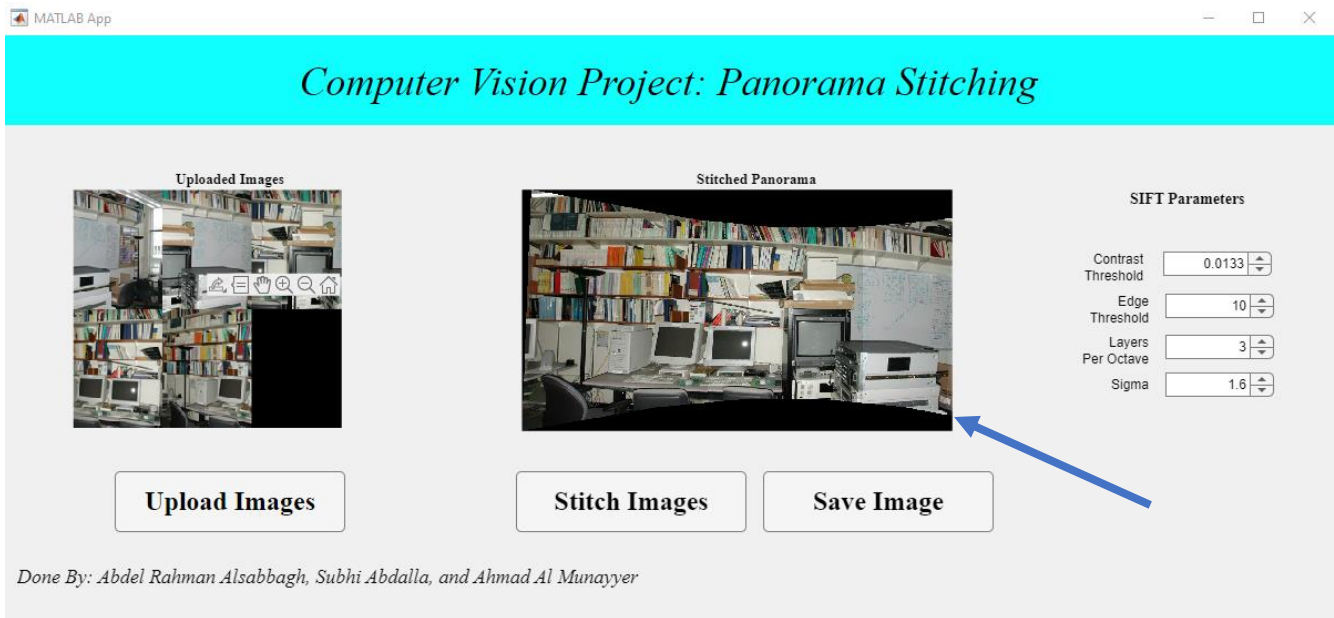 MATLAB App
Computer Vision Project: Panorama Stitching
Uploaded Images
Stitched Panorama
SIFT Parameters
Contrast
Threshold
0.0133
Edge
Threshold
10
Layers
Per Octave
3
Sigma
1.6
Upload Images
Stitch Images
Save Image
Done By: Abdel Rahman Alsabbagh, Subhi Abdalla, and Ahmad Al Munayyer